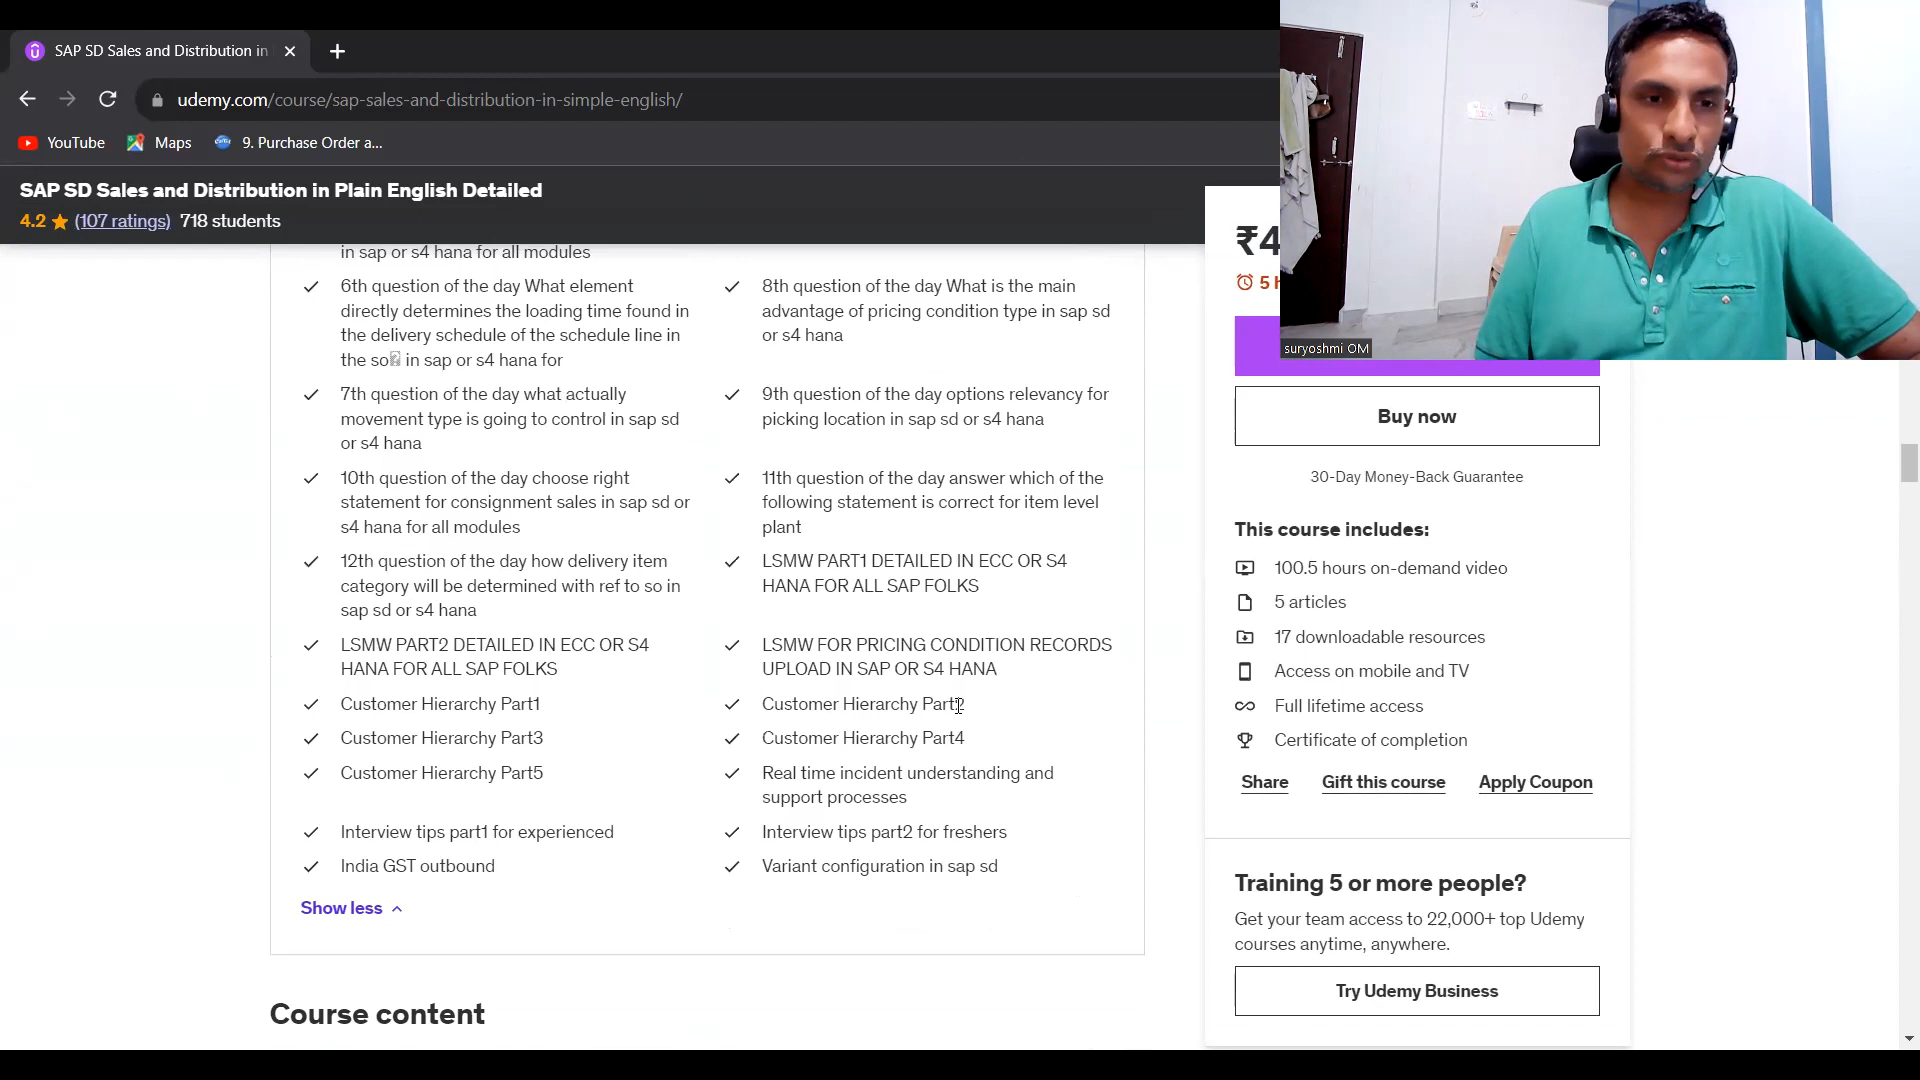 SAP SD Sales and Distribution in
udemy.com/course/sap-sales-and-distribution-in-simple-english/
YouTube
Maps
9. Purchase Order a...
SAP SD Sales and Distribution in Plain English Detailed
4.2 (107 ratings) 718 students
in sap or s4 hana for all modules
6th question of the day What element
directly determines the loading time found in
the delivery schedule of the schedule line in
the so in sap or s4 hana for
8th question of the day What is the main
advantage of pricing condition type in sap sd
or s4 hana
7th question of the day what actually
movement type is going to control in sap sd
or s4 hana
9th question of the day options relevancy for
picking location in sap sd or s4 hana
10th question of the day choose right
statement for consignment sales in sap sd or
s4 hana for all modules
11th question of the day answer which of the
following statement is correct for item level
plant
12th question of the day how delivery item
category will be determined with ref to so in
sap sd or s4 hana
LSMW PART1 DETAILED IN ECC OR S4
HANA FOR ALL SAP FOLKS
LSMW PART2 DETAILED IN ECC OR S4
HANA FOR ALL SAP FOLKS
LSMW FOR PRICING CONDITION RECORDS
UPLOAD IN SAP OR S4 HANA
Customer Hierarchy Part1
Customer Hierarchy Part2
Customer Hierarchy Part3
Customer Hierarchy Part4
Customer Hierarchy Part5
Real time incident understanding and
support processes
Interview tips part1 for experienced
Interview tips part2 for freshers
India GST outbound
Variant configuration in sap sd
Show less
Course content
suryoshmi OM
₹4
5 h
Buy now
30-Day Money-Back Guarantee
This course includes:
100.5 hours on-demand video
5 articles
17 downloadable resources
Access on mobile and TV
Full lifetime access
Certificate of completion
Share Gift this course Apply Coupon
Training 5 or more people?
Get your team access to 22,000+ top Udemy
courses anytime, anywhere.
Try Udemy Business